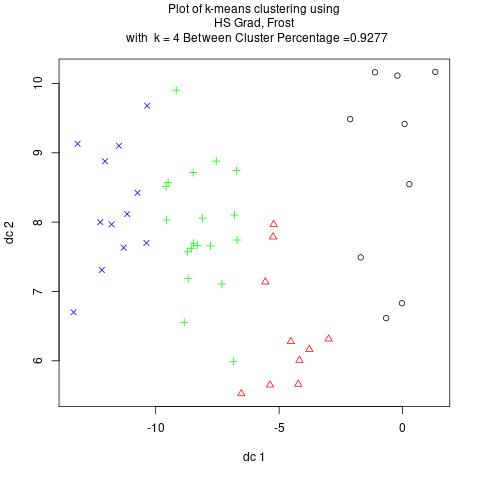 Plot of k-means clustering using
HS Grad, Frost
with  k = 4 Between Cluster Percentage =0.9277
10
9
8
7
6
dc 2
-10
-5
0
dc 1